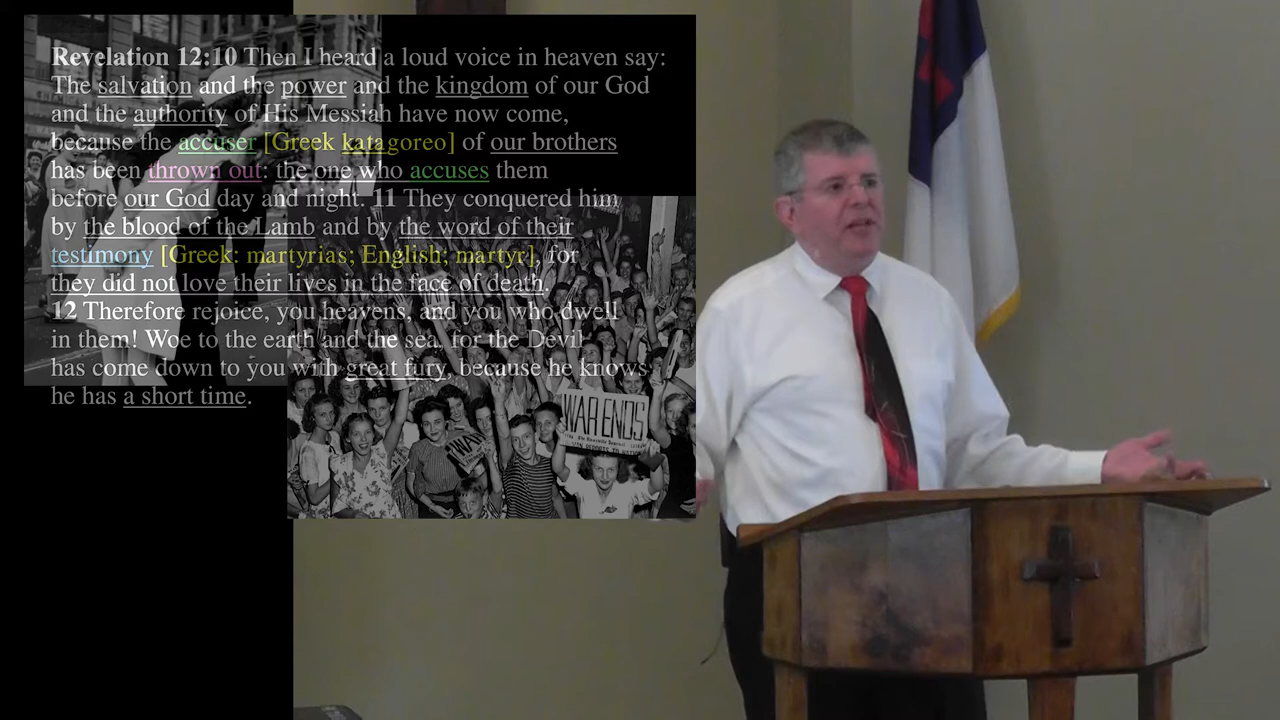 Revelation 12:10 Then I heard a loud voice in heaven say:
The salvation and the power and the kingdom of our God
and the authority of His Messiah have now come,
because the accuser [Greek katagoreo] of our brothers
has been thrown out: the one who accuses them
before our God day and night. 11 They conquered him
by the blood of the Lamb and by the word of their
testimony [Greek: martyrias; English; martyr], for
they did not love their lives in the face of death.
12 Therefore rejoice, you heavens, and you who dwell
in them! Woe to the earth and the sea, for the Devil
has come down to you with great fury, because he knows
he has a short time.
WAR ENDS
WAR